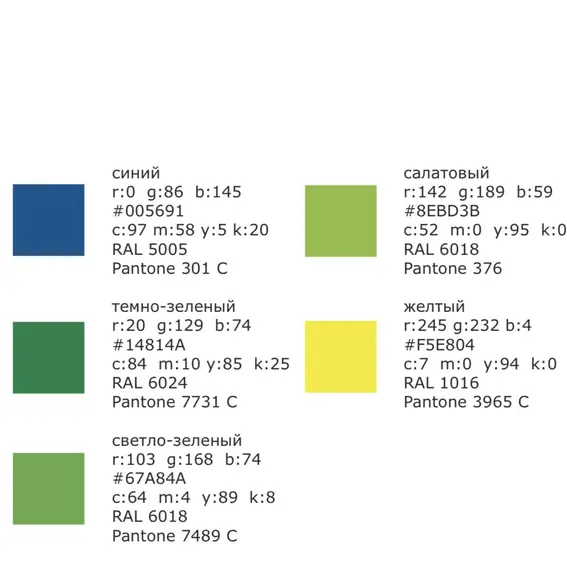 синий
r:0 g:86 b:145
#005691
c:97 m:58 y:5 k:20
RAL 5005
Pantone 301 C
темно-зеленый
r:20 g:129 b:74
#14814A
c:84 m:10 y:85 k:25
RAL 6024
Pantone 7731 C
светло-зеленый
r:103 g:168 b:74
#67A84A
c:64 m:4 y:89 k:8
RAL 6018
Pantone 7489 C
салатовый
r:142 g:189 b:59
#8EBD3B
c:52 m:0 y:95 k:0
RAL 6018
Pantone 376
желтый
r:245 g:232 b:4
#F5E804
c:7 m:0 y:94 k:0
RAL 1016
Pantone 3965 C